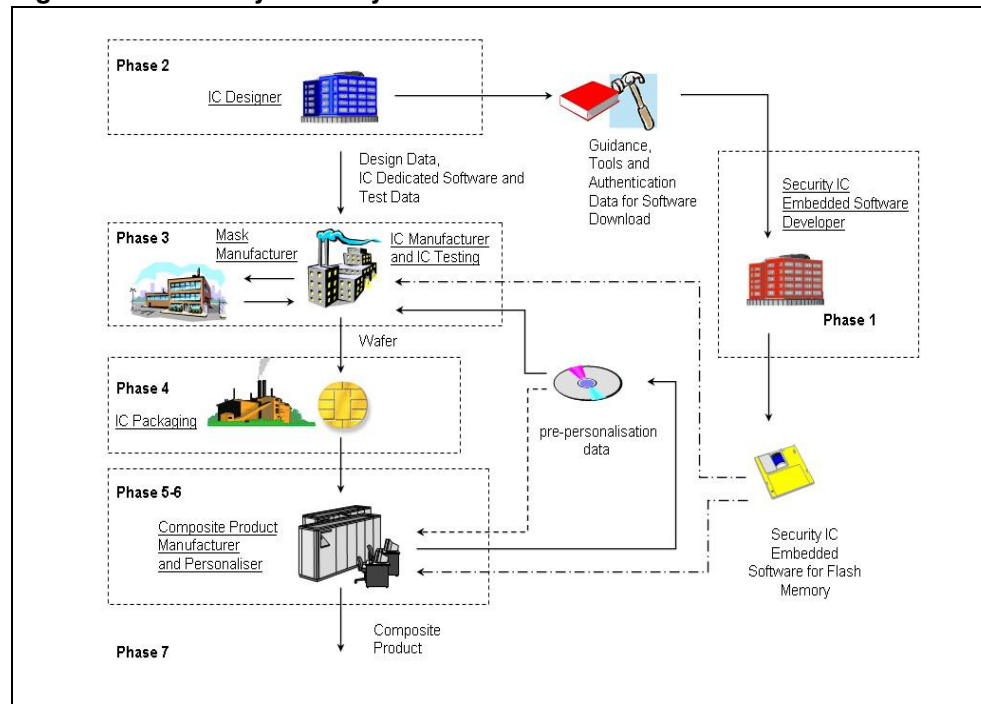 Phase 2
IC Designer
Guidance,
Tools and
Authentication
Data for Software
Download
Design Data,
IC Dedicated Software and
Test Data
Security IC
Embedded Software
Developer
Phase 1
Phase 3
Mask
Manufacturer
IC Manufacturer
and IC Testing
Wafer
Phase 4
IC Packaging
pre-personalisation
data
Phase 5-6
Composite Product
Manufacturer
and Personaliser
Security IC
Embedded
Software for Flash
Memory
Composite
Product
Phase 7